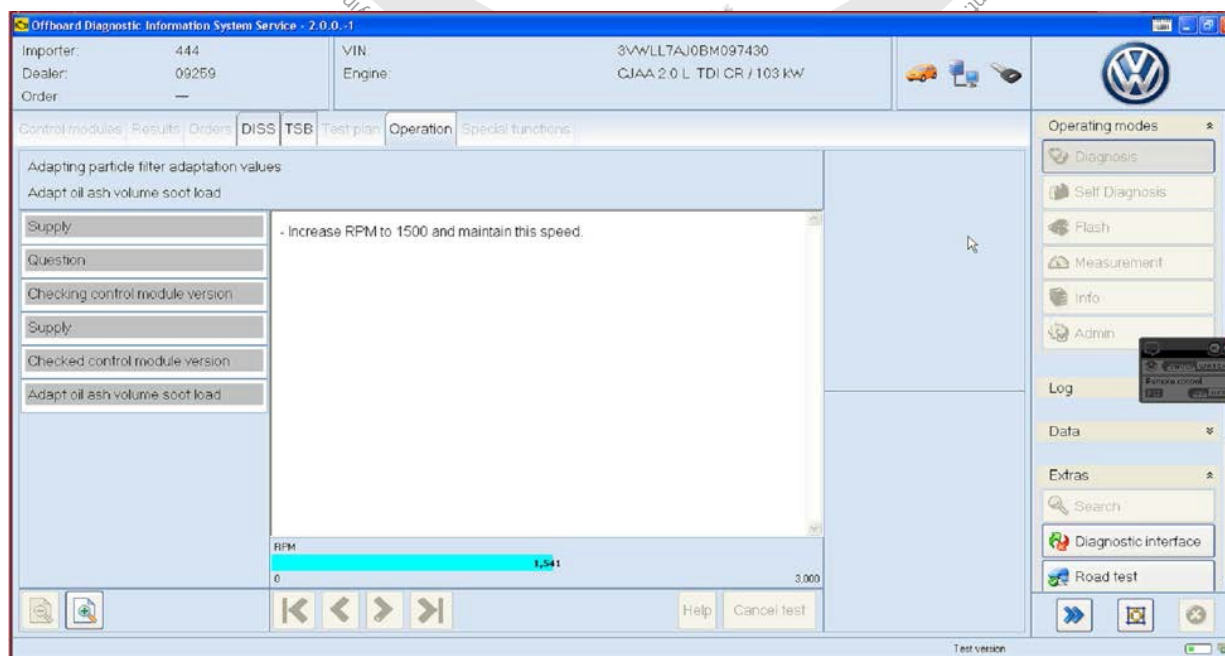 Offboard Diagnostic Information System Service - 2.0.0.-1
Importer: 444
Dealer: 09259
Order: —
VIN: 3VWLL7AJ0BM097430
Engine: CJAA 2.0 L TDI CR / 103 kW
Control modules Results Orders DISS TSB Test plan Operation Special functions
Adapting particle filter adaptation values
Adapt oil ash volume soot load
Supply
Question
Checking control module version
Supply
Checked control module version
Adapt oil ash volume soot load
- Increase RPM to 1500 and maintain this speed.
RPM
1,541
0 3,000
Help Cancel test
Operating modes
Diagnosis
Self Diagnosis
Flash
Measurement
Info
Admin
Log
Data
Extras
Search
Diagnostic interface
Road test
Test version